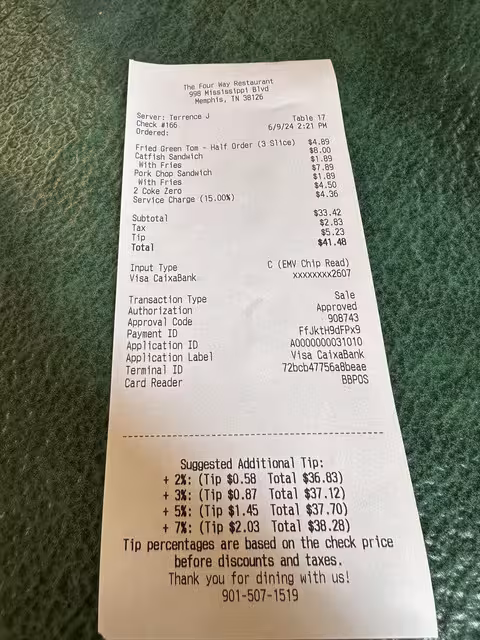 The Four Way Restaurant
998 Mississippi Blvd
Memphis, TN 38126
Server: Terrence J Table 17
Check #166 6/9/24 2:21 PM
Ordered:
Fried Green Tom - Half Order (3 Slice) $4.89
Catfish Sandwich $8.00
With Fries $1.89
Pork Chop Sandwich $7.89
With Fries $1.89
2 Coke Zero $4.50
Service Charge (15.00%) $4.36
Subtotal $33.42
Tax $2.83
Tip $5.23
Total $41.48
Input Type C (EMV Chip Read)
Visa CaixaBank xxxxxxxx2607
Transaction Type Sale
Authorization Approved
Approval Code 908743
Payment ID FfJktH9dFPx9
Application ID A0000000031010
Application Label Visa CaixaBank
Terminal ID 72bcb47756a8beae
Card Reader BBPOS
Suggested Additional Tip:
+ 2%: (Tip $0.58 Total $36.83)
+ 3%: (Tip $0.87 Total $37.12)
+ 5%: (Tip $1.45 Total $37.70)
+ 7%: (Tip $2.03 Total $38.28)
Tip percentages are based on the check price
before discounts and taxes.
Thank you for dining with us!
901-507-1519